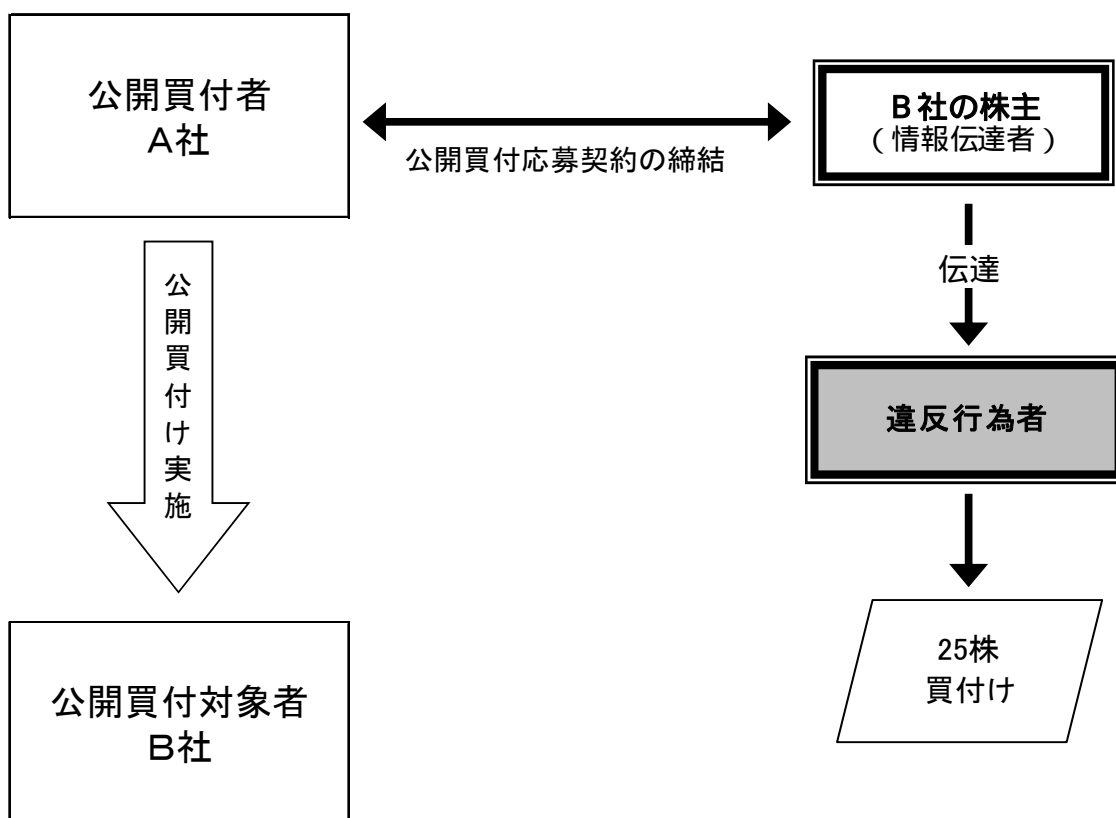 公開買付者
A社
公開買付応募契約の締結
B社の株主
(情報伝達者)
伝達
違反行為者
25株
買付け
公開買付け実施
公開買付対象者
B社